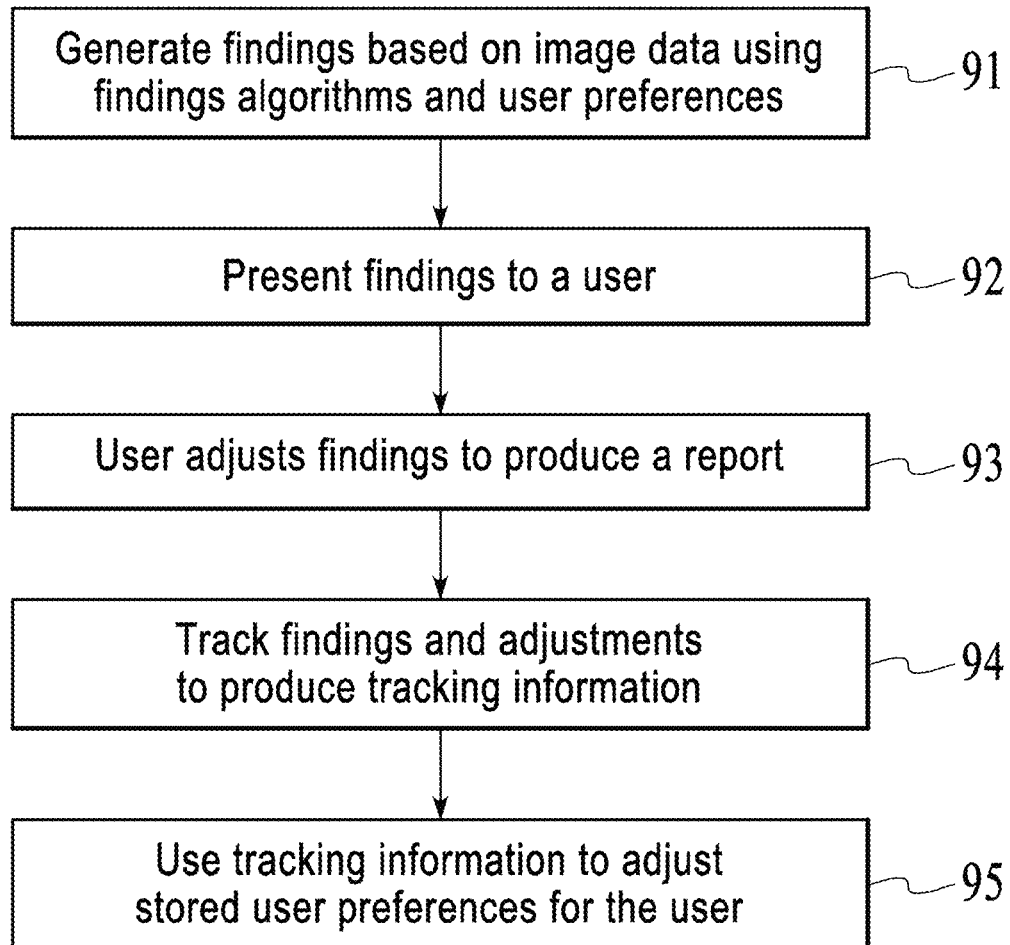 Generate findings based on image data using
findings algorithms and user preferences
91
Present findings to a user
92
User adjusts findings to produce a report
93
Track findings and adjustments
to produce tracking information
94
Use tracking information to adjust
stored user preferences for the user
95